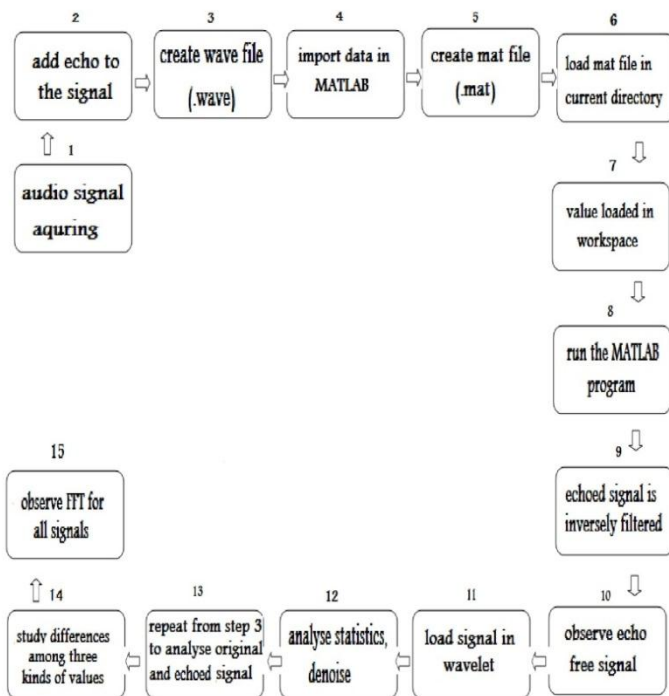 1
audio signal
aquring
2
add echo to
the signal
3
create wave file
(.wave)
4
import data in
MATLAB
5
create mat file
(.mat)
6
load mat file in
current directory
7
value loaded in
workspace
8
run the MATLAB
program
9
echoed signal is
inversely filtered
10
observe echo
free signal
11
load signal in
wavelet
12
analyse statistics,
denoise
13
repeat from step 3
to analyse original
and echoed signal
14
study differences
among three
kinds of values
15
observe FFT for
all signals